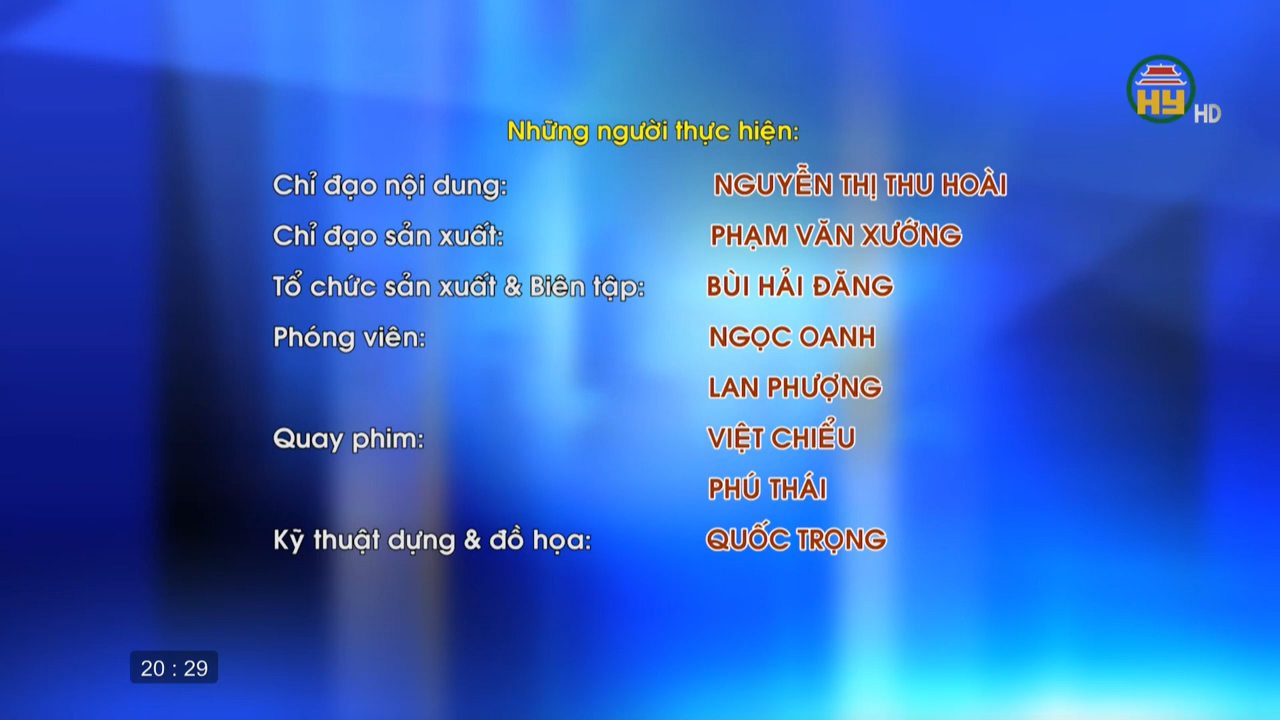 HY HD
Những người thực hiện:
Chỉ đạo nội dung: NGUYỄN THỊ THU HOÀI
Chỉ đạo sản xuất: PHẠM VĂN XƯỚNG
Tổ chức sản xuất & Biên tập: BÙI HẢI ĐĂNG
Phóng viên: NGỌC OANH
LAN PHƯỢNG
Quay phim: VIỆT CHIỂU
PHÚ THÁI
Kỹ thuật dựng & đồ họa: QUỐC TRỌNG
20 : 29